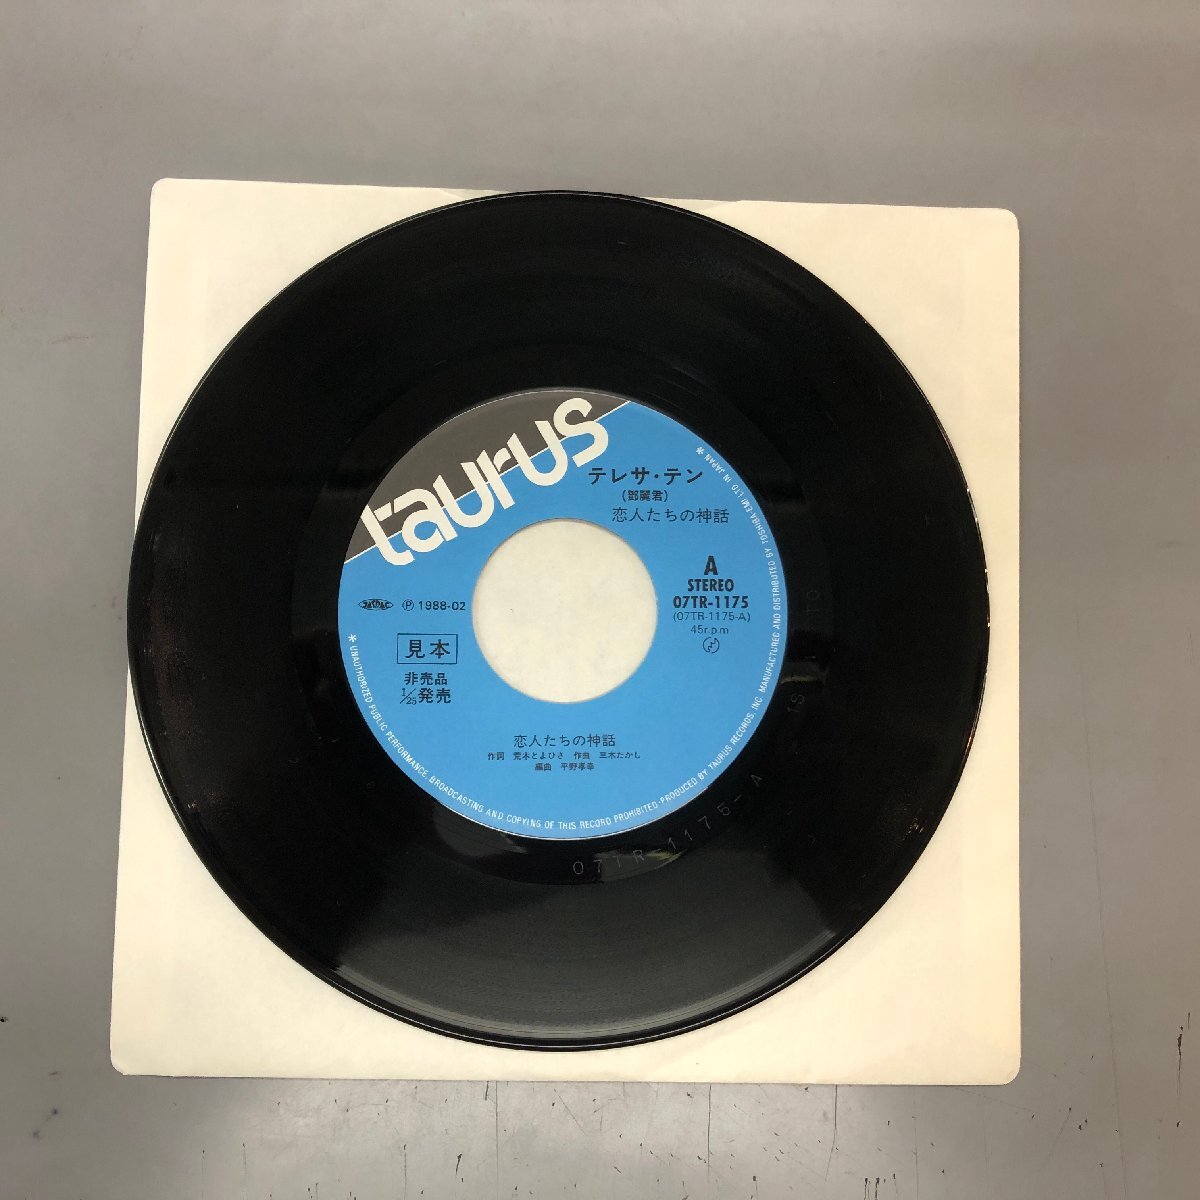 taurus
テレサ・テン
(鄧麗君)
恋人たちの神話
A
STEREO
07TR-1175
(07TR-1175-A)
45r.p.m
JASRAC
Ⓟ 1988-02
見本
非売品
1/25発売
恋人たちの神話
作詞 荒木とよひさ 作曲 三木たかし
編曲 平野孝幸
* UNAUTHORIZED PUBLIC PERFORMANCE, BROADCASTING AND COPYING OF THIS RECORD PROHIBITED-PRODUCED BY TAURUS RECORDS, INC. MANUFACTURED AND DISTRIBUTED BY TOSHIBA EMI LTD IN JAPAN *
07TR-1175-A